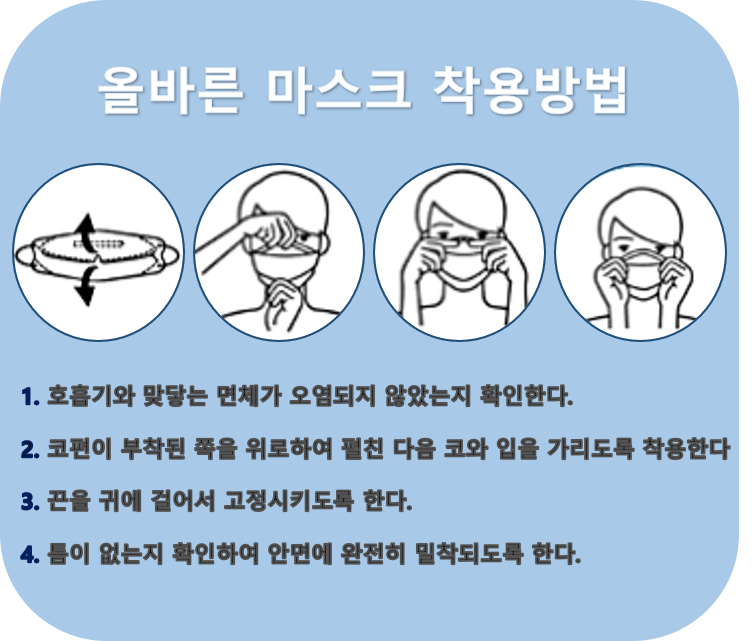 올바른 마스크 착용방법
1. 호흡기와 맞닿는 면체가 오염되지 않았는지 확인한다.
2. 코편이 부착된 쪽을 위로하여 펼친 다음 코와 입을 가리도록 착용한다
3. 끈을 귀에 걸어서 고정시키도록 한다.
4. 틈이 없는지 확인하여 안면에 완전히 밀착되도록 한다.